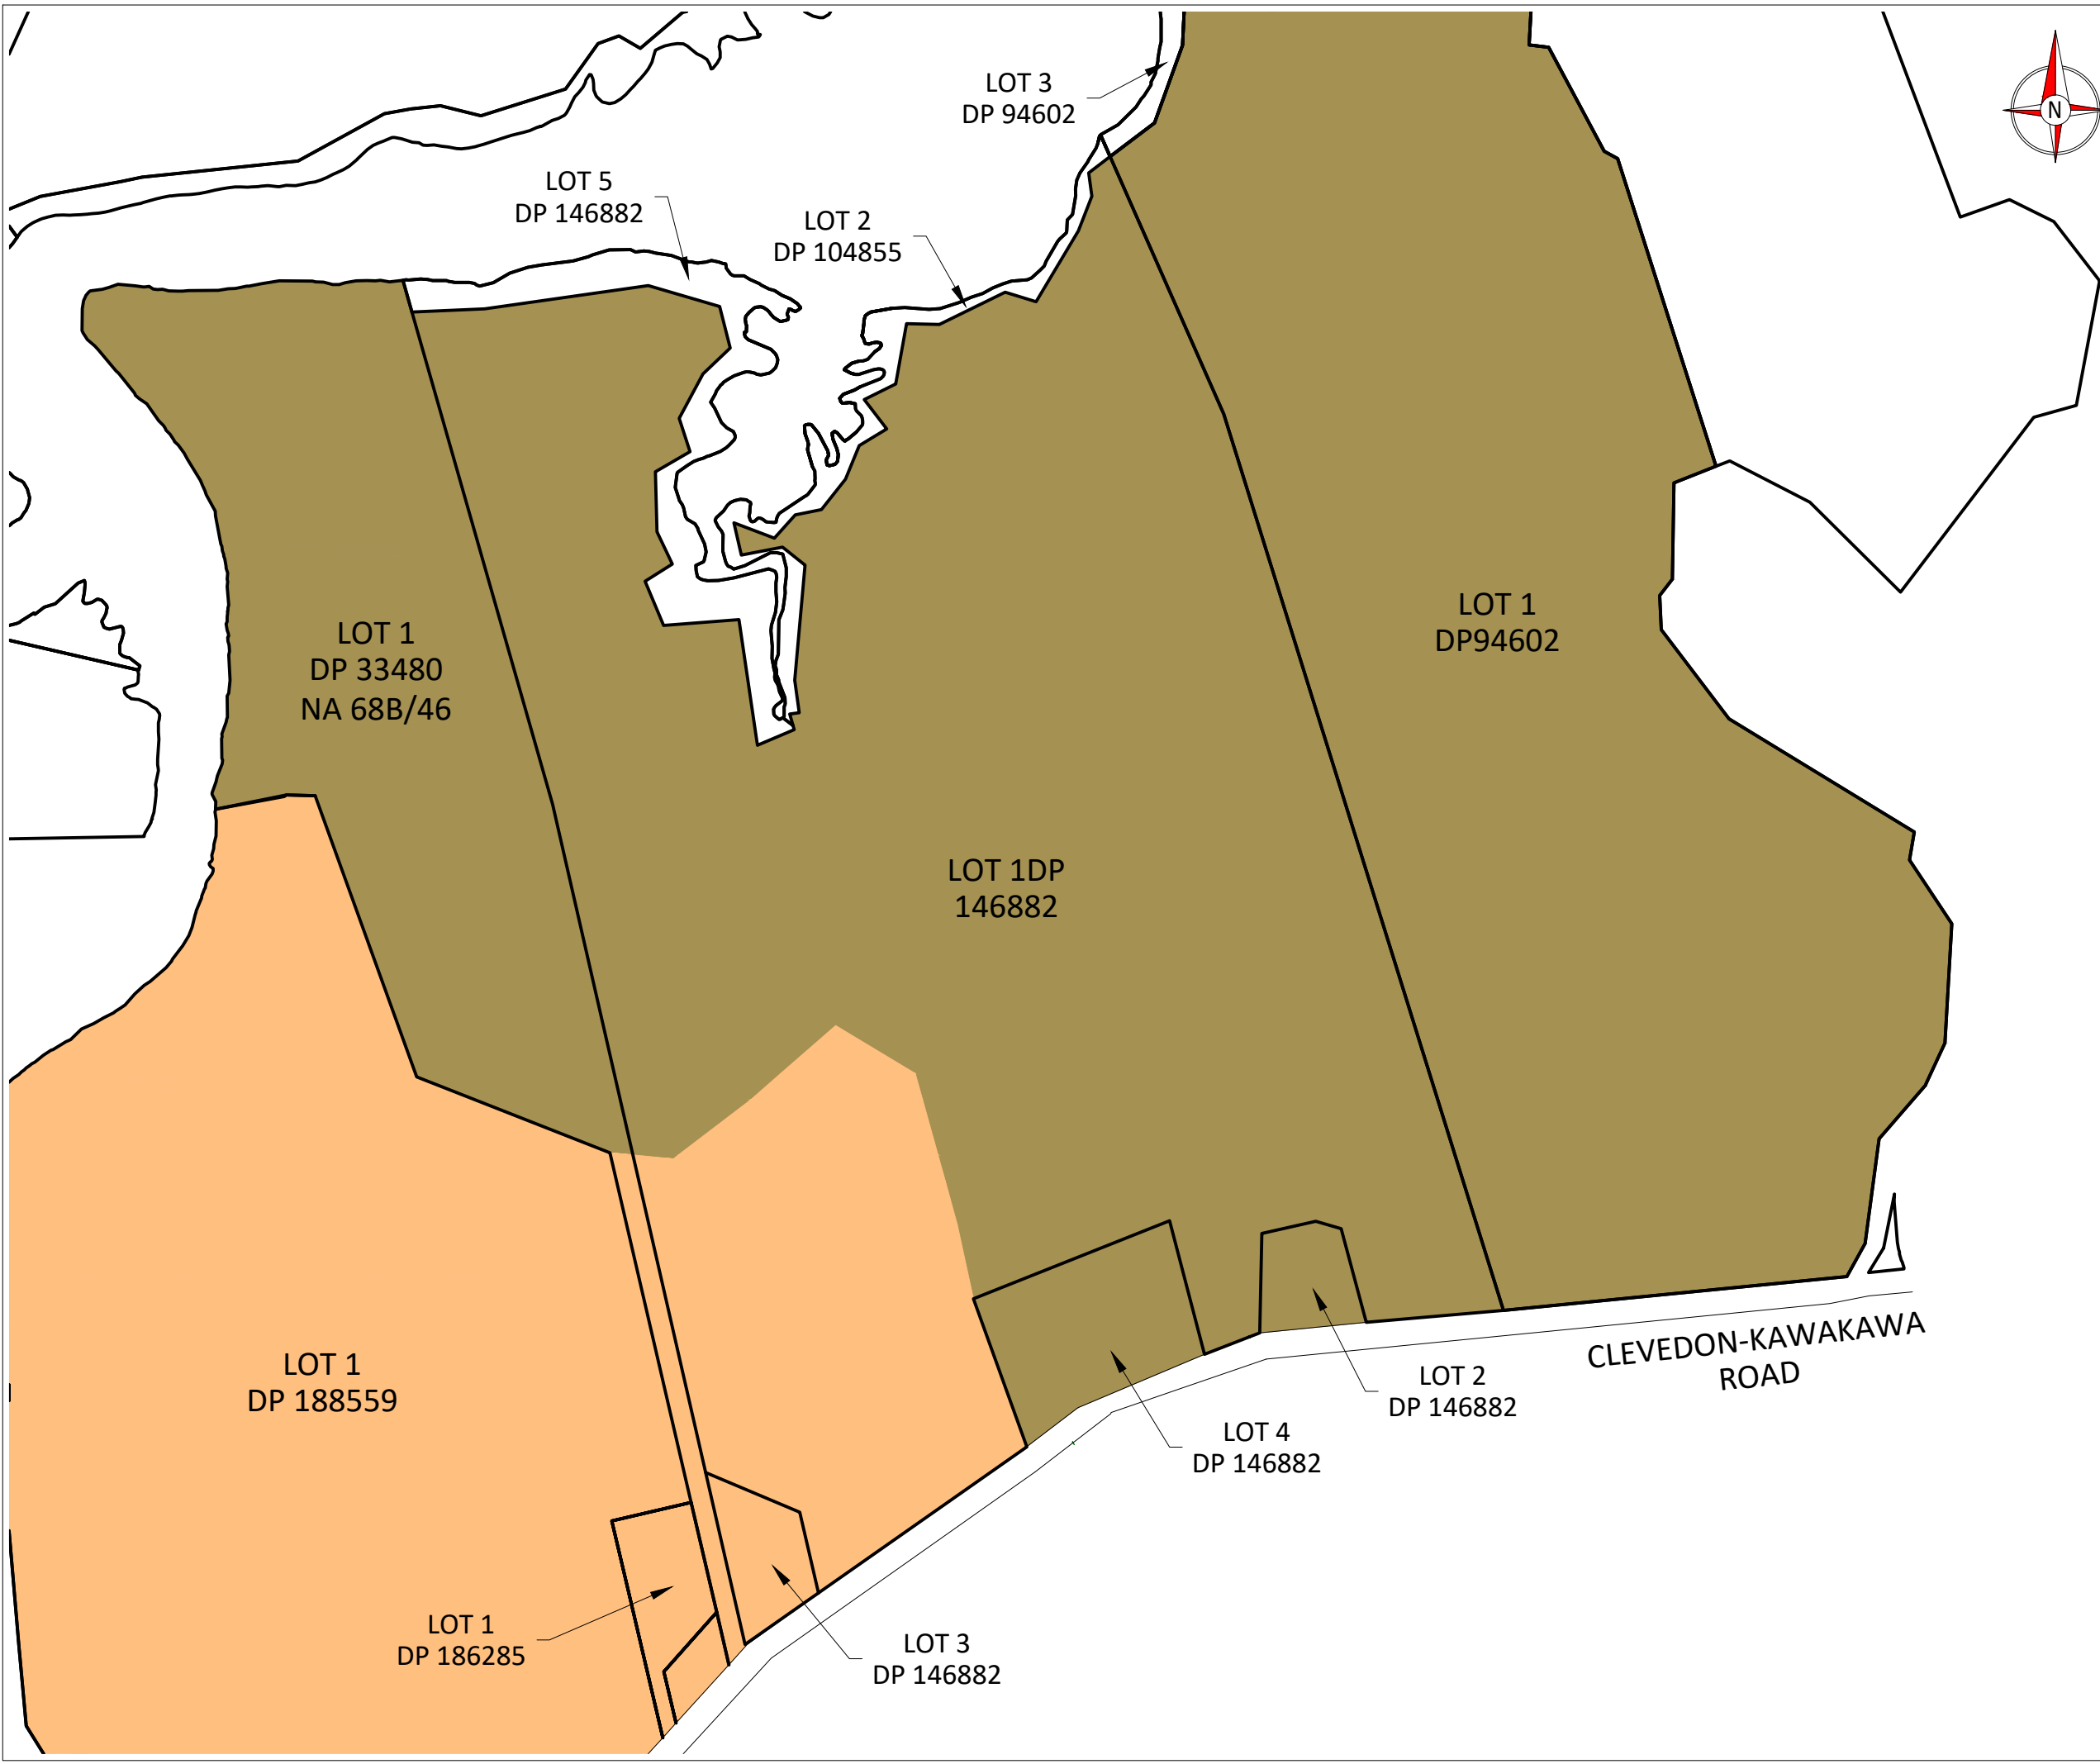 LOT 3
DP 94602
N
LOT 5
DP 146882
LOT 2
DP 104855
LOT 1
DP 33480
NA 68B/46
LOT 1
DP94602
LOT 1DP
146882
LOT 1
DP 188559
CLEVEDON-KAWAKAWA
ROAD
LOT 2
DP 146882
LOT 4
DP 146882
LOT 1
DP 186285
LOT 3
DP 146882